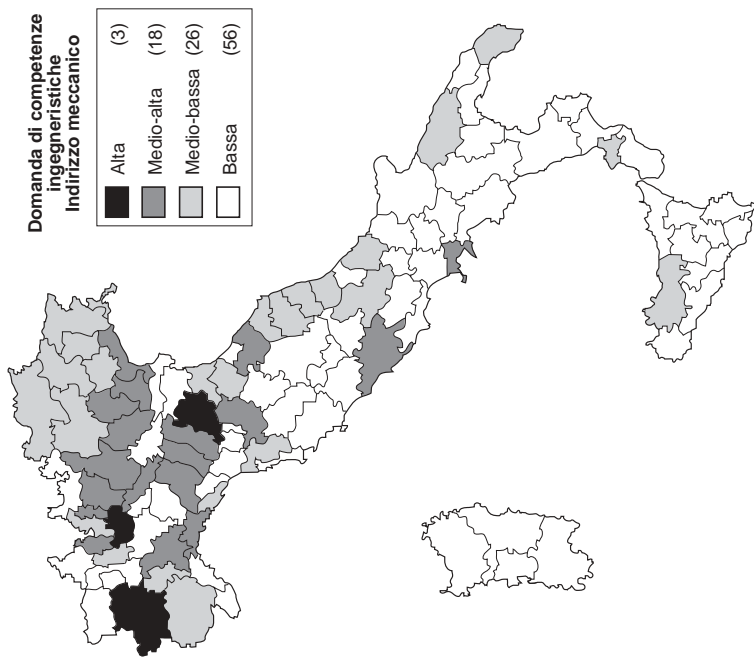 Domanda di competenze
ingegneristiche
Indirizzo meccanico
Alta (3)
Medio-alta (18)
Medio-bassa (26)
Bassa (56)